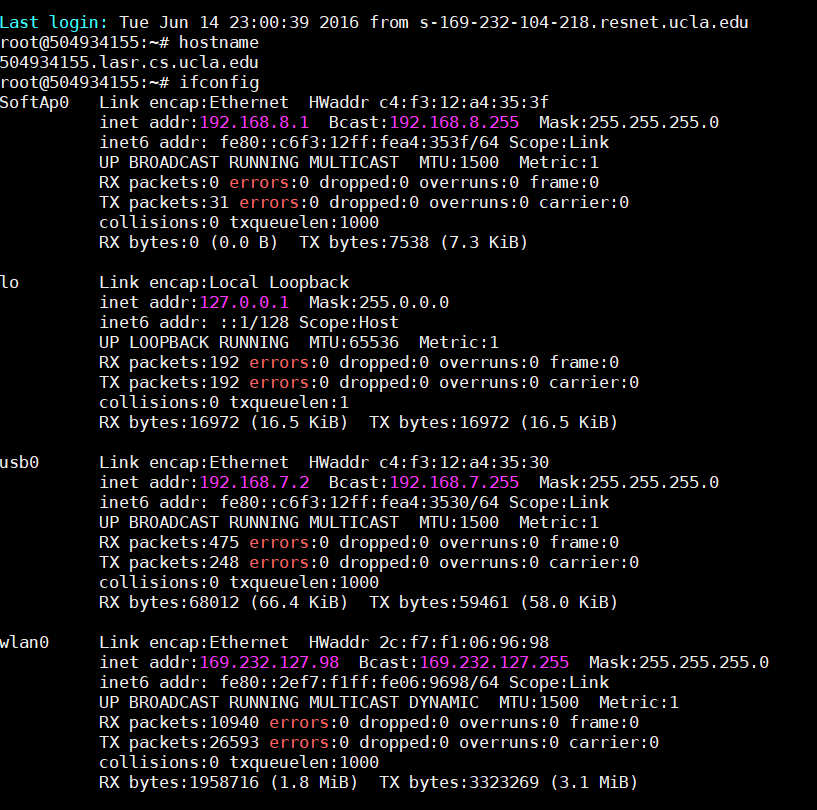 Last login: Tue Jun 14 23:00:39 2016 from s-169-232-104-218.resnet.ucla.edu
root@504934155:~# hostname
504934155.lasr.cs.ucla.edu
root@504934155:~# ifconfig
SoftAp0   Link encap:Ethernet  HWaddr c4:f3:12:a4:35:3f
          inet addr:192.168.8.1  Bcast:192.168.8.255  Mask:255.255.255.0
          inet6 addr: fe80::c6f3:12ff:fea4:353f/64 Scope:Link
          UP BROADCAST RUNNING MULTICAST  MTU:1500  Metric:1
          RX packets:0 errors:0 dropped:0 overruns:0 frame:0
          TX packets:31 errors:0 dropped:0 overruns:0 carrier:0
          collisions:0 txqueuelen:1000
          RX bytes:0 (0.0 B)  TX bytes:7538 (7.3 KiB)

lo        Link encap:Local Loopback
          inet addr:127.0.0.1  Mask:255.0.0.0
          inet6 addr: ::1/128 Scope:Host
          UP LOOPBACK RUNNING  MTU:65536  Metric:1
          RX packets:192 errors:0 dropped:0 overruns:0 frame:0
          TX packets:192 errors:0 dropped:0 overruns:0 carrier:0
          collisions:0 txqueuelen:1
          RX bytes:16972 (16.5 KiB)  TX bytes:16972 (16.5 KiB)

usb0      Link encap:Ethernet  HWaddr c4:f3:12:a4:35:30
          inet addr:192.168.7.2  Bcast:192.168.7.255  Mask:255.255.255.0
          inet6 addr: fe80::c6f3:12ff:fea4:3530/64 Scope:Link
          UP BROADCAST RUNNING MULTICAST  MTU:1500  Metric:1
          RX packets:475 errors:0 dropped:0 overruns:0 frame:0
          TX packets:248 errors:0 dropped:0 overruns:0 carrier:0
          collisions:0 txqueuelen:1000
          RX bytes:68012 (66.4 KiB)  TX bytes:59461 (58.0 KiB)

wlan0     Link encap:Ethernet  HWaddr 2c:f7:f1:06:96:98
          inet addr:169.232.127.98  Bcast:169.232.127.255  Mask:255.255.255.0
          inet6 addr: fe80::2ef7:f1ff:fe06:9698/64 Scope:Link
          UP BROADCAST RUNNING MULTICAST DYNAMIC  MTU:1500  Metric:1
          RX packets:10940 errors:0 dropped:0 overruns:0 frame:0
          TX packets:26593 errors:0 dropped:0 overruns:0 carrier:0
          collisions:0 txqueuelen:1000
          RX bytes:1958716 (1.8 MiB)  TX bytes:3323269 (3.1 MiB)